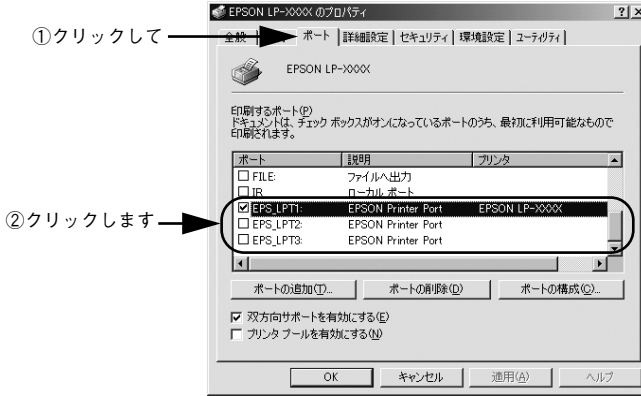 EPSON LP-XXXX のプロパティ
①クリックして
全般
ポート
詳細設定
セキュリティ
環境設定
ユーティリティ
EPSON LP-XXXX
印刷するポート(P)
ドキュメントは、チェック ボックスがオンになっているポートのうち、最初に利用可能なもので
印刷されます。
ポート 説明 プリンタ
FILE: ファイルへ出力
IR ローカル ポート
②クリックします
EPS_LPT1: EPSON Printer Port EPSON LP-XXXX
EPS_LPT2: EPSON Printer Port
EPS_LPT3: EPSON Printer Port
ポートの追加(T)... ポートの削除(D) ポートの構成(C)...
双方向サポートを有効にする(E)
プリンタ プールを有効にする(N)
OK キャンセル 適用(A) ヘルプ